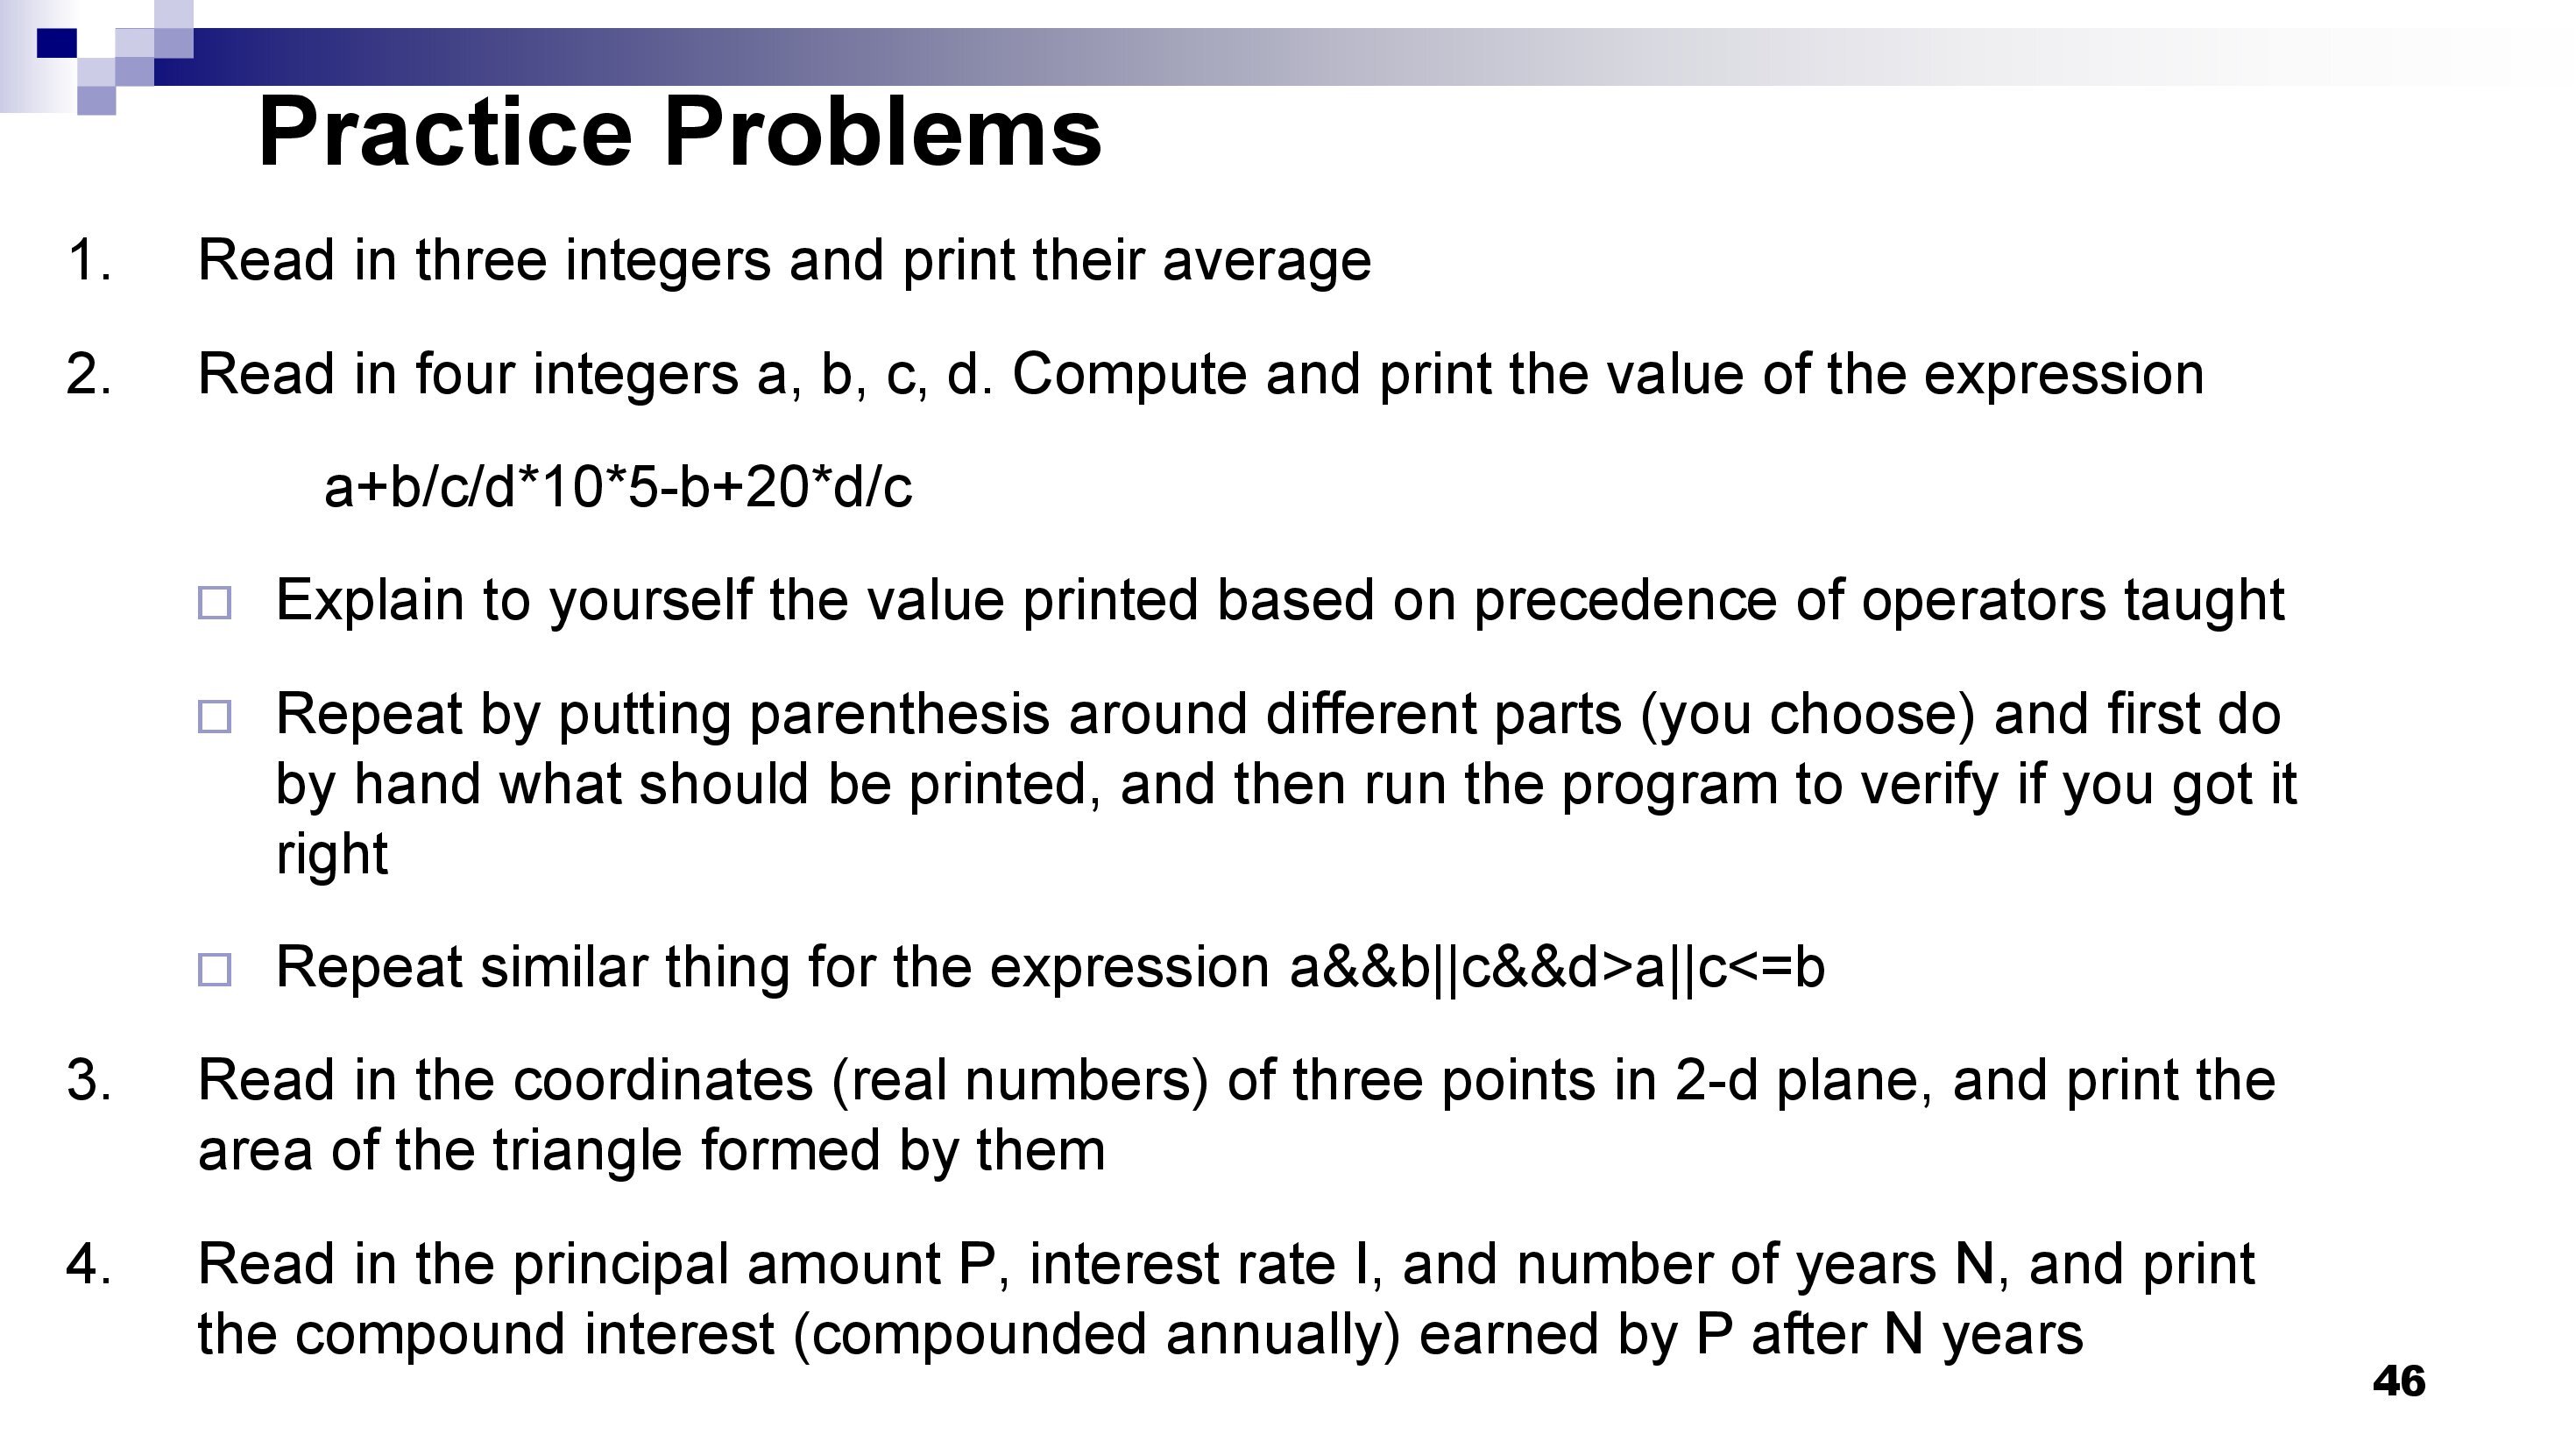 Practice Problems
1. Read in three integers and print their average
2. Read in four integers a, b, c, d. Compute and print the value of the expression
a+b/c/d*10*5-b+20*d/c
Explain to yourself the value printed based on precedence of operators taught
Repeat by putting parenthesis around different parts (you choose) and first do
by hand what should be printed, and then run the program to verify if you got it
right
Repeat similar thing for the expression a&&b||c&&d>a||c<=b
3. Read in the coordinates (real numbers) of three points in 2-d plane, and print the
area of the triangle formed by them
4. Read in the principal amount P, interest rate I, and number of years N, and print
the compound interest (compounded annually) earned by P after N years
46